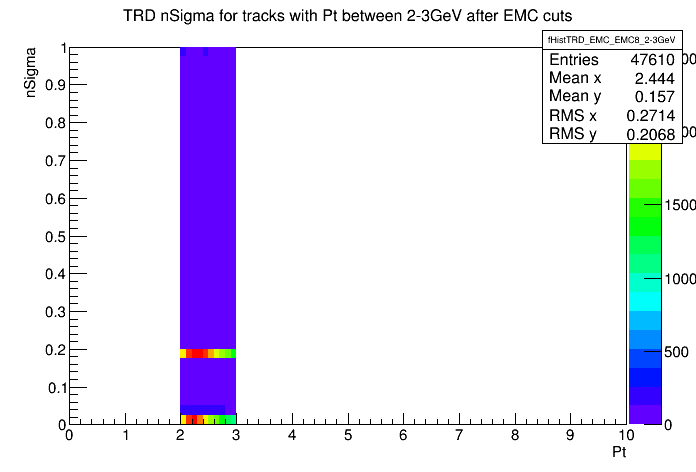 TRD nSigma for tracks with Pt between 2-3GeV after EMC cuts
fHistTRD_EMC_EMC8_2-3GeV
Entries 47610
Mean x 2.444
Mean y 0.157
RMS x 0.2714
RMS y 0.2068
nSigma
1
0.9
0.8
0.7
0.6
0.5
0.4
0.3
0.2
0.1
0
0 1 2 3 4 5 6 7 8 9 10
Pt
1500
1000
500
0